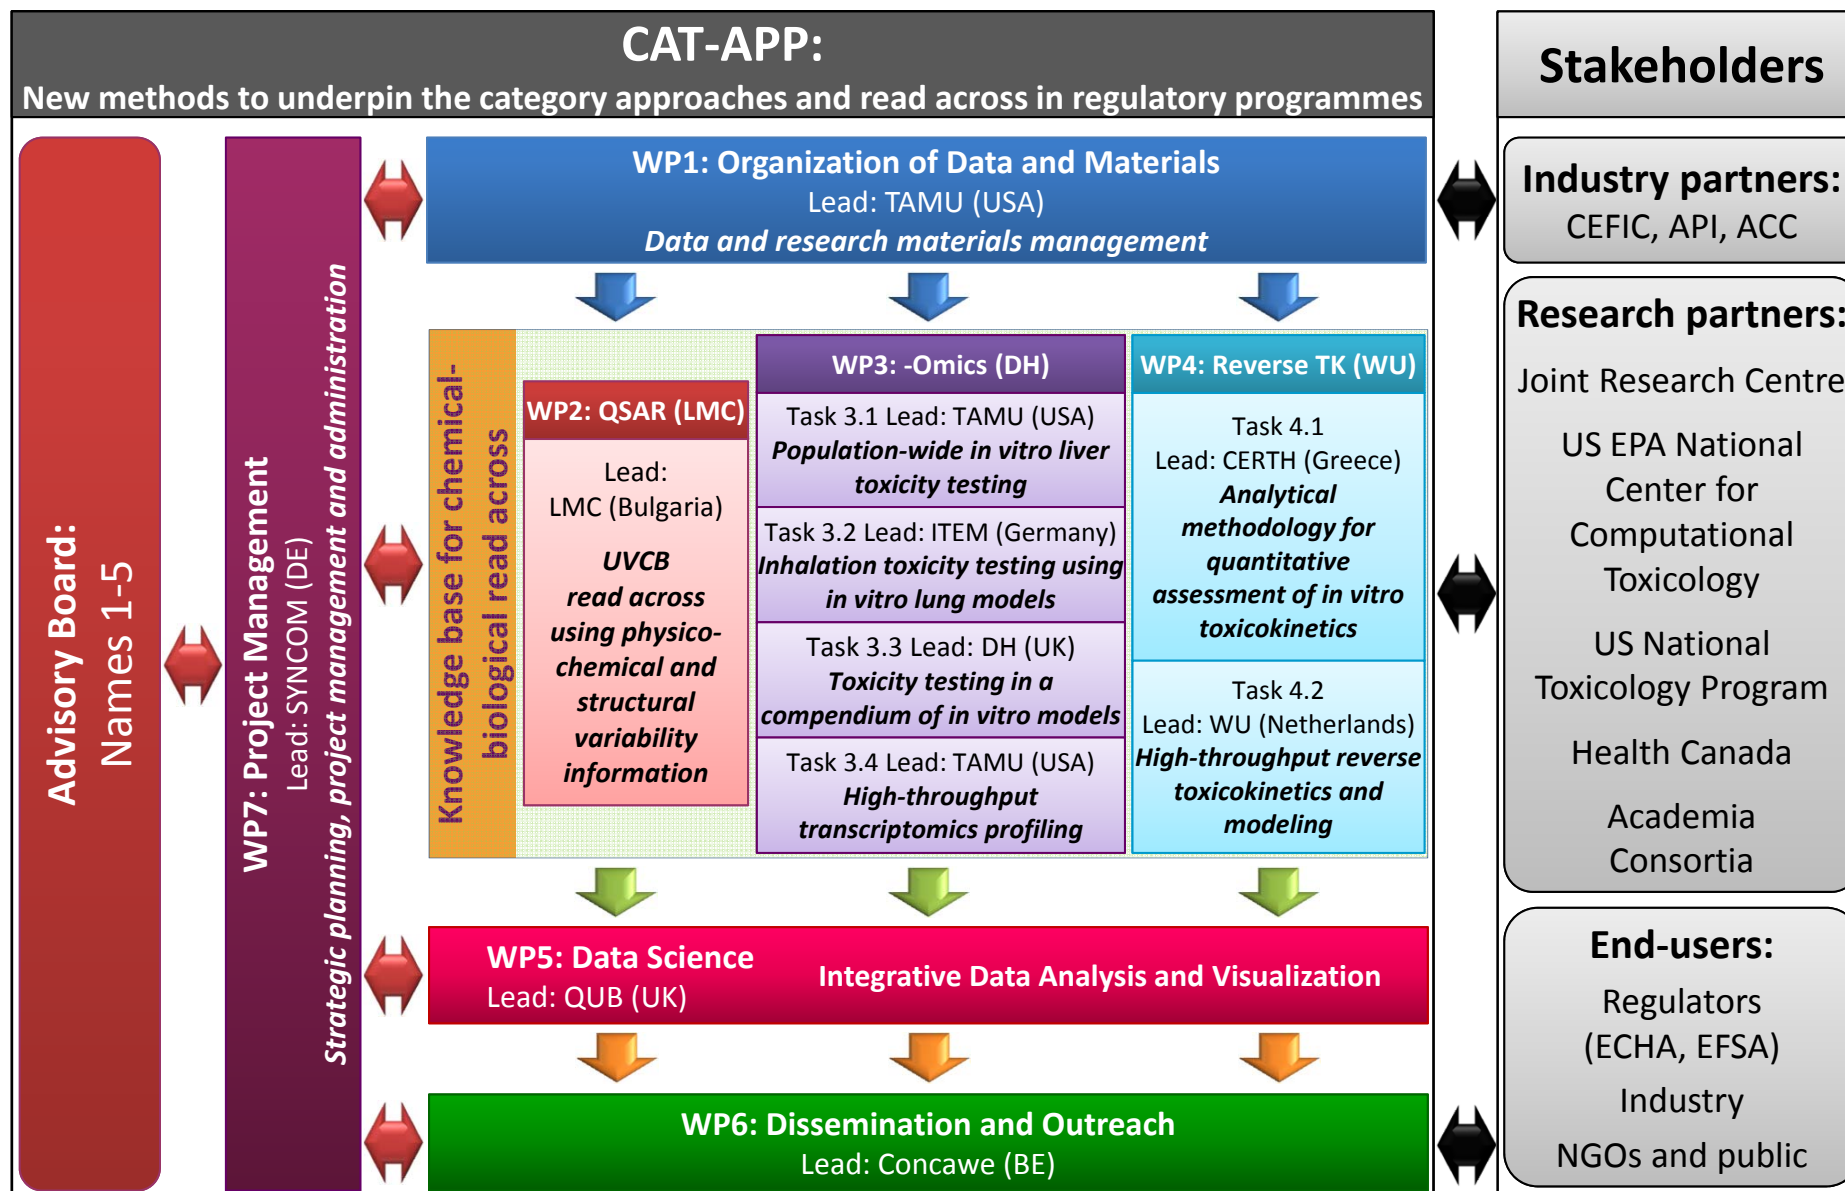 CAT-APP:
New methods to underpin the category approaches and read across in regulatory programmes
Stakeholders
Advisory Board:
Names 1-5
WP7: Project Management
Lead: SYNCOM (DE)
Strategic planning, project management and administration
WP1: Organization of Data and Materials
Lead: TAMU (USA)
Data and research materials management
Knowledge base for chemical-
biological read across
WP2: QSAR (LMC)
Lead:
LMC (Bulgaria)
UVCB
read across
using physico-
chemical and
structural
variability
information
WP3: -Omics (DH)
Task 3.1 Lead: TAMU (USA)
Population-wide in vitro liver
toxicity testing
Task 3.2 Lead: ITEM (Germany)
Inhalation toxicity testing using
in vitro lung models
Task 3.3 Lead: DH (UK)
Toxicity testing in a
compendium of in vitro models
Task 3.4 Lead: TAMU (USA)
High-throughput
transcriptomics profiling
WP4: Reverse TK (WU)
Task 4.1
Lead: CERTH (Greece)
Analytical
methodology for
quantitative
assessment of in vitro
toxicokinetics
Task 4.2
Lead: WU (Netherlands)
High-throughput reverse
toxicokinetics and
modeling
WP5: Data Science
Lead: QUB (UK)
Integrative Data Analysis and Visualization
WP6: Dissemination and Outreach
Lead: Concawe (BE)
Industry partners:
CEFIC, API, ACC
Research partners:
Joint Research Centre
US EPA National
Center for
Computational
Toxicology
US National
Toxicology Program
Health Canada
Academia
Consortia
End-users:
Regulators
(ECHA, EFSA)
Industry
NGOs and public